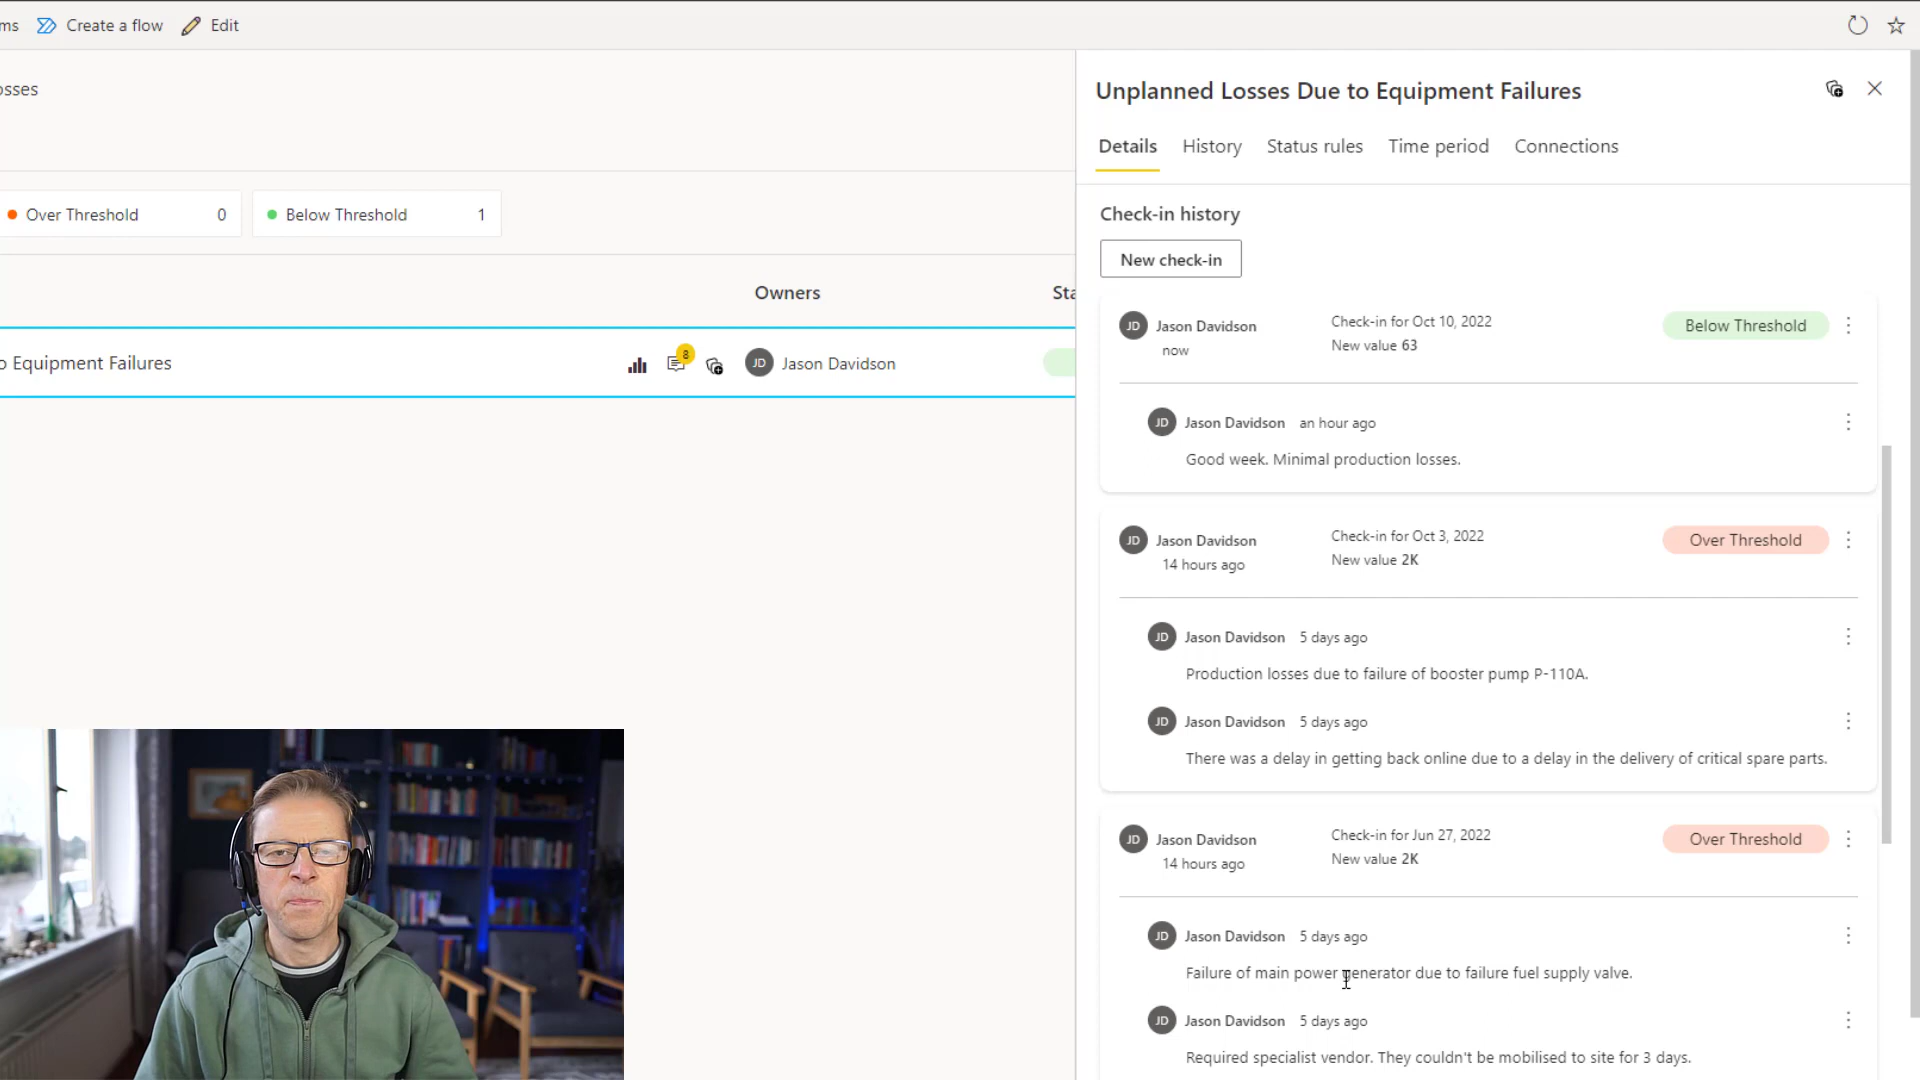 ms Create a flow Edit
osses
Over Threshold 0 Below Threshold 1
Owners Sta
o Equipment Failures 8 JD Jason Davidson
Unplanned Losses Due to Equipment Failures
Details History Status rules Time period Connections
Check-in history
New check-in
JD Jason Davidson Check-in for Oct 10, 2022 Below Threshold
now New value 63
JD Jason Davidson an hour ago
Good week. Minimal production losses.
JD Jason Davidson Check-in for Oct 3, 2022 Over Threshold
14 hours ago New value 2K
JD Jason Davidson 5 days ago
Production losses due to failure of booster pump P-110A.
JD Jason Davidson 5 days ago
There was a delay in getting back online due to a delay in the delivery of critical spare parts.
JD Jason Davidson Check-in for Jun 27, 2022 Over Threshold
14 hours ago New value 2K
JD Jason Davidson 5 days ago
Failure of main power generator due to failure fuel supply valve.
JD Jason Davidson 5 days ago
Required specialist vendor. They couldn't be mobilised to site for 3 days.